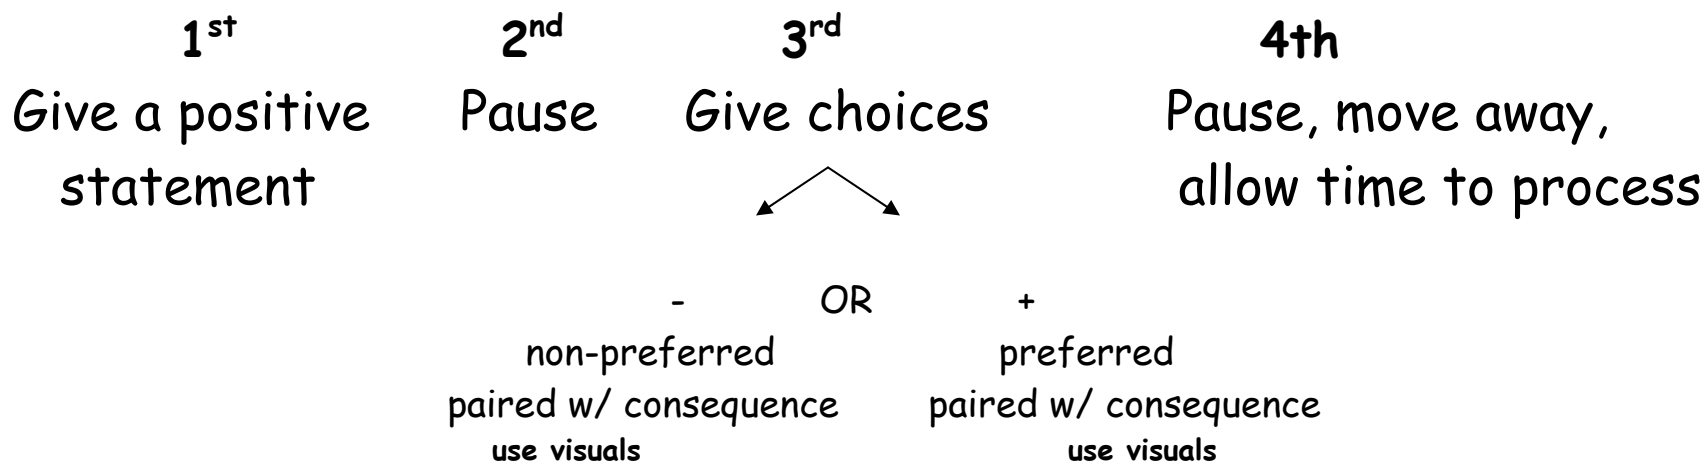 1st 2nd 3rd 4th
Give a positive Pause Give choices Pause, move away,
statement allow time to process
- OR +
non-preferred preferred
paired w/ consequence paired w/ consequence
use visuals use visuals